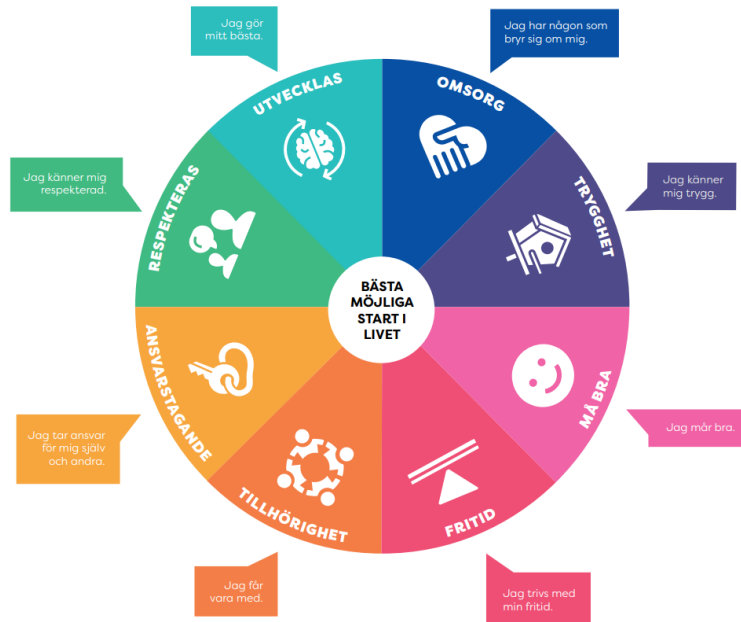 Jag gör
mitt bästa.
Jag har någon som
bryr sig om mig.
UTVECKLAS
OMSORG
Jag känner mig
respekterad.
RESPEKTERAS
TRYGGHET
Jag känner
mig trygg.
BÄSTA
MÖJLIGA
START I
LIVET
ANSVARSTAGANDE
MÅ BRA
Jag tar ansvar
för mig själv
och andra.
Jag mår bra.
TILLHÖRIGHET
FRITID
Jag får
vara med.
Jag trivs med
min fritid.